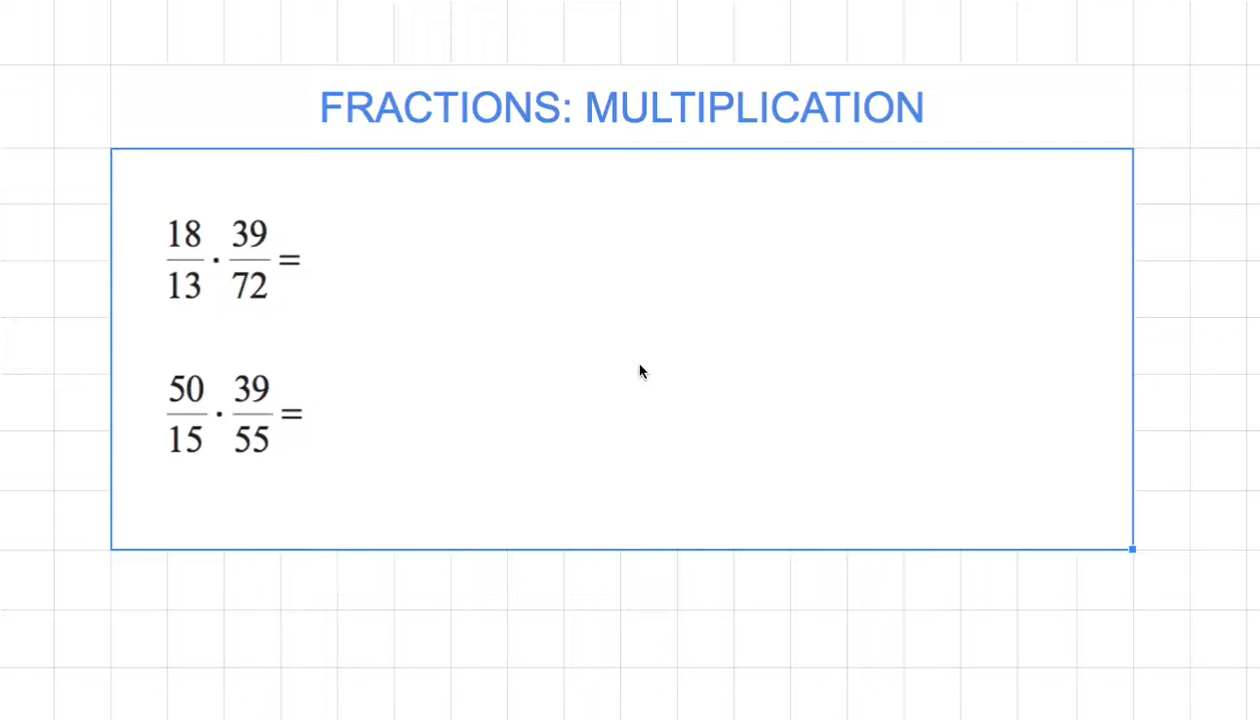 FRACTIONS: MULTIPLICATION
18/13 · 39/72 =
50/15 · 39/55 =